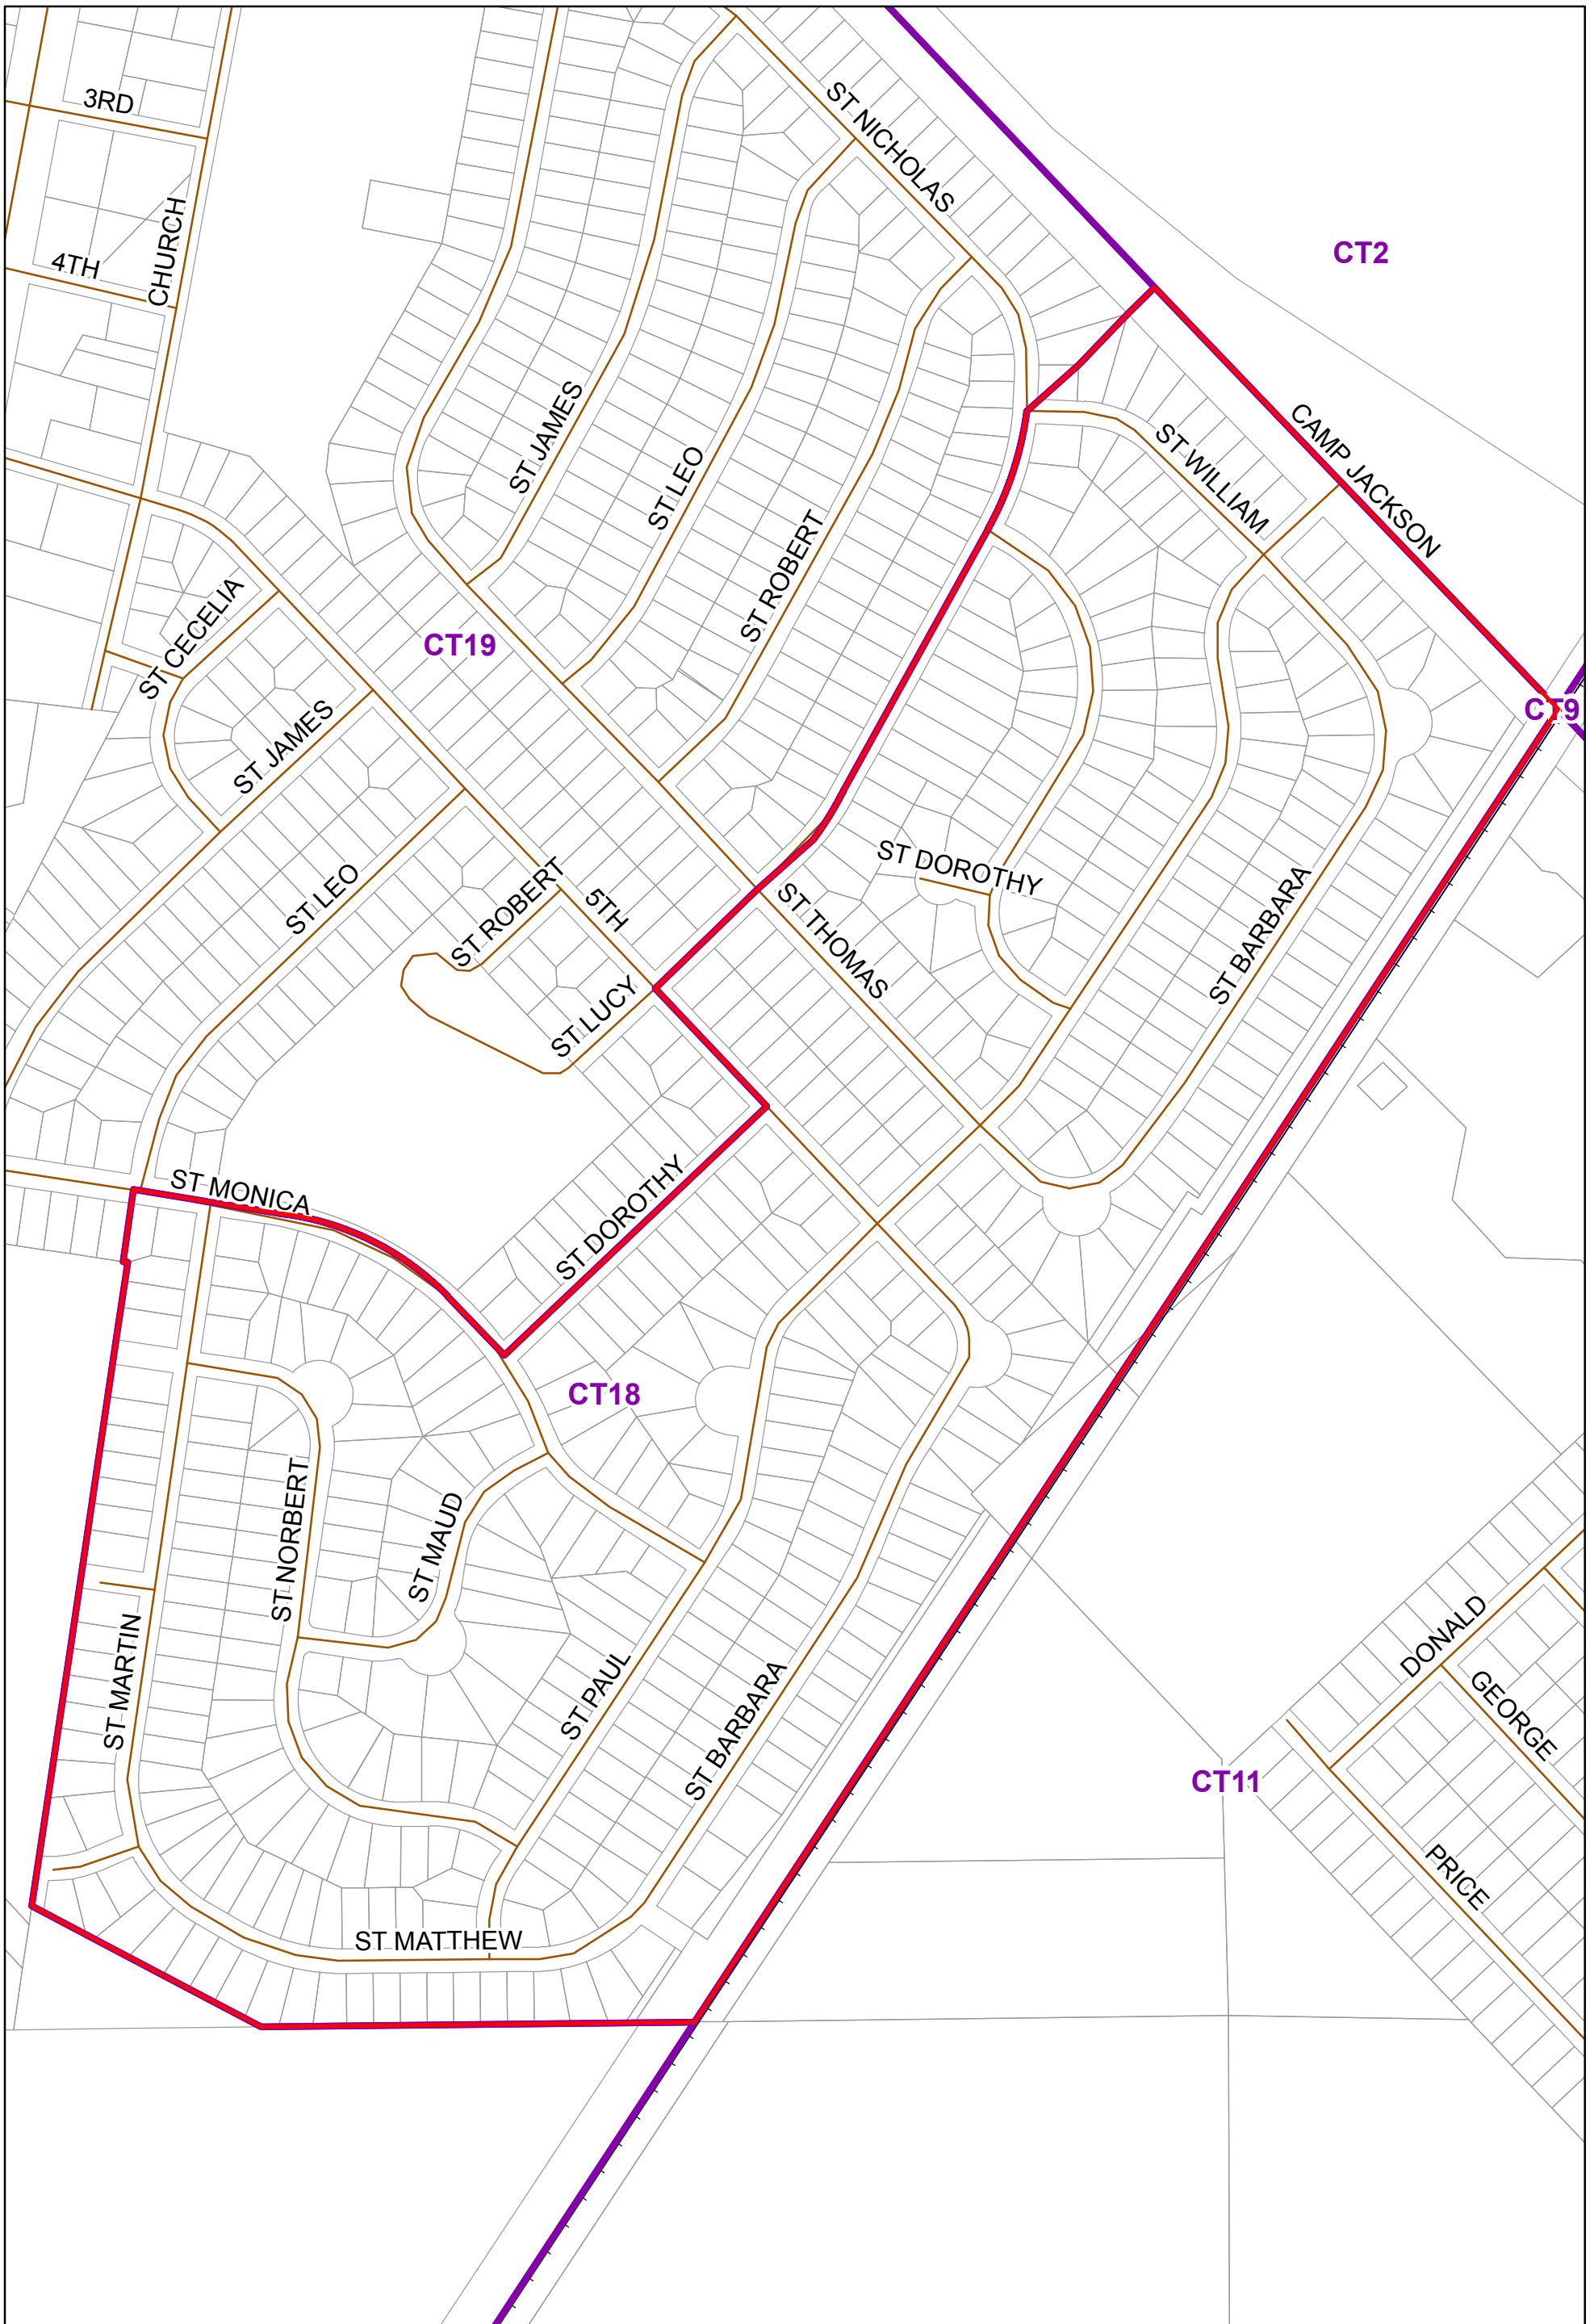 3RD
ST NICHOLAS
CHURCH
CT2
4TH
ST JAMES
ST LEO
ST WILLIAM
CAMP JACKSON
ST ROBERT
ST CECELIA
CT19
ST JAMES
CT9
ST DOROTHY
ST LEO
ST ROBERT
5TH
ST THOMAS
ST BARBARA
ST LUCY
ST MONICA
ST DOROTHY
CT18
ST NORBERT
ST MAUD
ST MARTIN
ST PAUL
ST BARBARA
DONALD
GEORGE
CT11
PRICE
ST MATTHEW